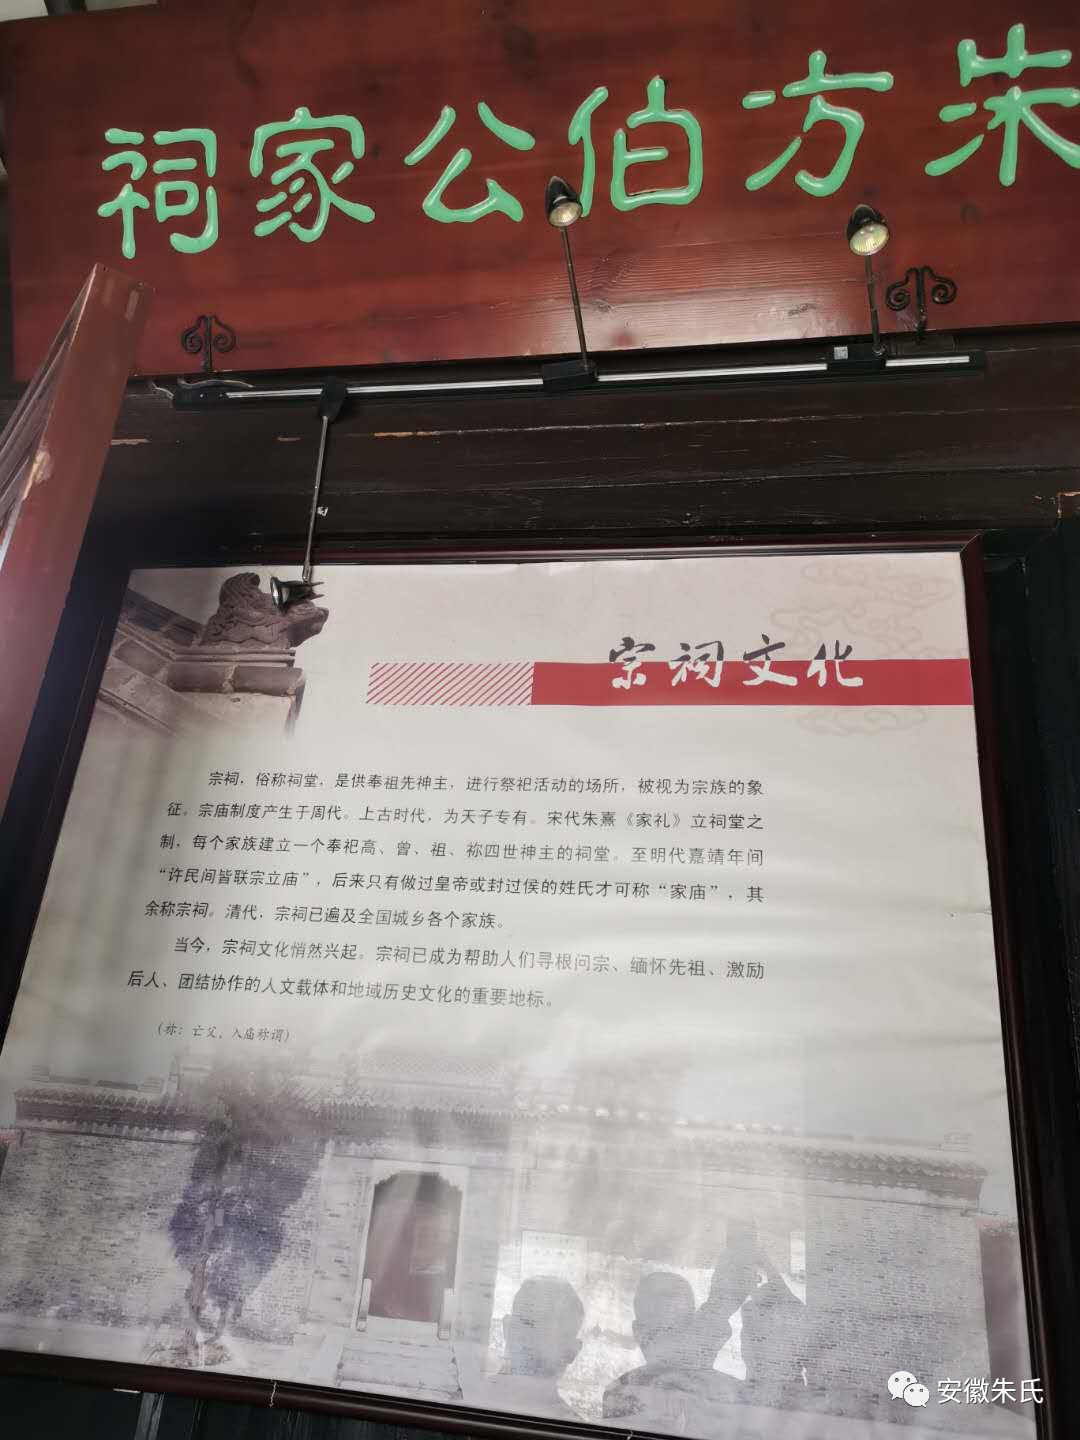 朱方伯公家祠
宗祠文化
宗祠，俗称祠堂，是供奉祖先神主，进行祭祀活动的场所，被视为宗族的象
征。宗庙制度产生于周代。上古时代，为天子专有。宋代朱熹《家礼》立祠堂之
制，每个家族建立一个奉祀高、曾、祖、祢四世神主的祠堂。至明代嘉靖年间
“许民间皆联宗立庙”，后来只有做过皇帝或封过侯的姓氏才可称“家庙”，其
余称宗祠。清代，宗祠已遍及全国城乡各个家族。
当今，宗祠文化悄然兴起。宗祠已成为帮助人们寻根问宗、缅怀先祖、激励
后人、团结协作的人文载体和地域历史文化的重要地标。
（祢：亡父，入庙称谓）
安徽朱氏